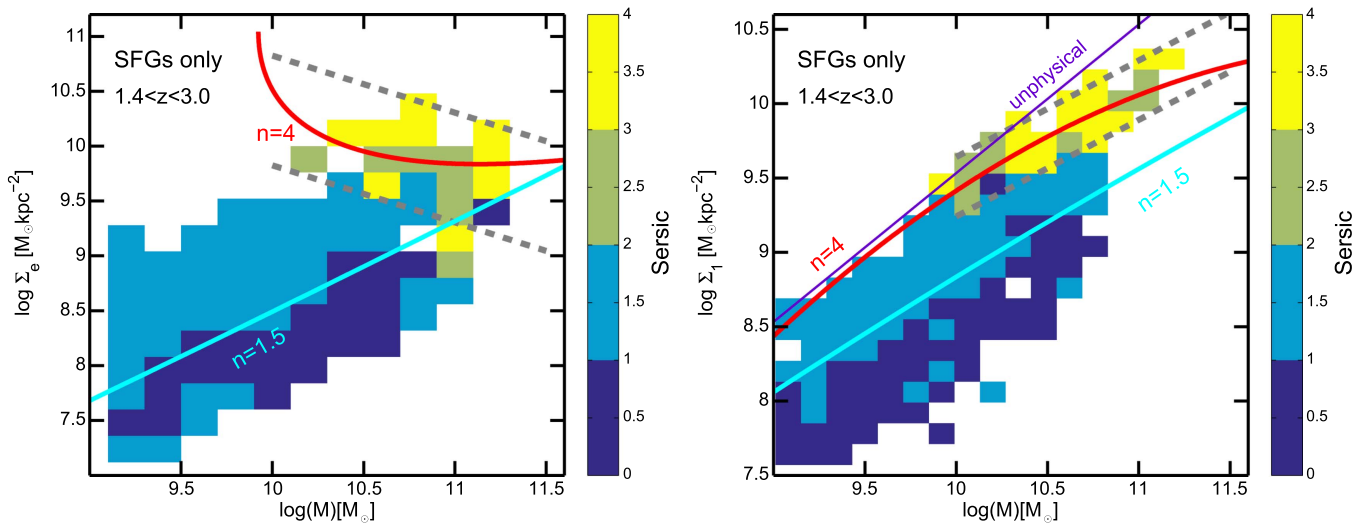 SFGs only
1.4<z<3.0
n=4
n=1.5
log Σe [M⊙kpc−2]
11
10.5
10
9.5
9
8.5
8
7.5
9.5
10
10.5
11
11.5
log(M)[M⊙]
4
3.5
3
2.5
2
1.5
1
0.5
0
Sersic
SFGs only
1.4<z<3.0
unphysical
n=4
n=1.5
log Σ1 [M⊙kpc−2]
10.5
10
9.5
9
8.5
8
7.5
9.5
10
10.5
11
11.5
log(M)[M⊙]
4
3.5
3
2.5
2
1.5
1
0.5
0
Sersic